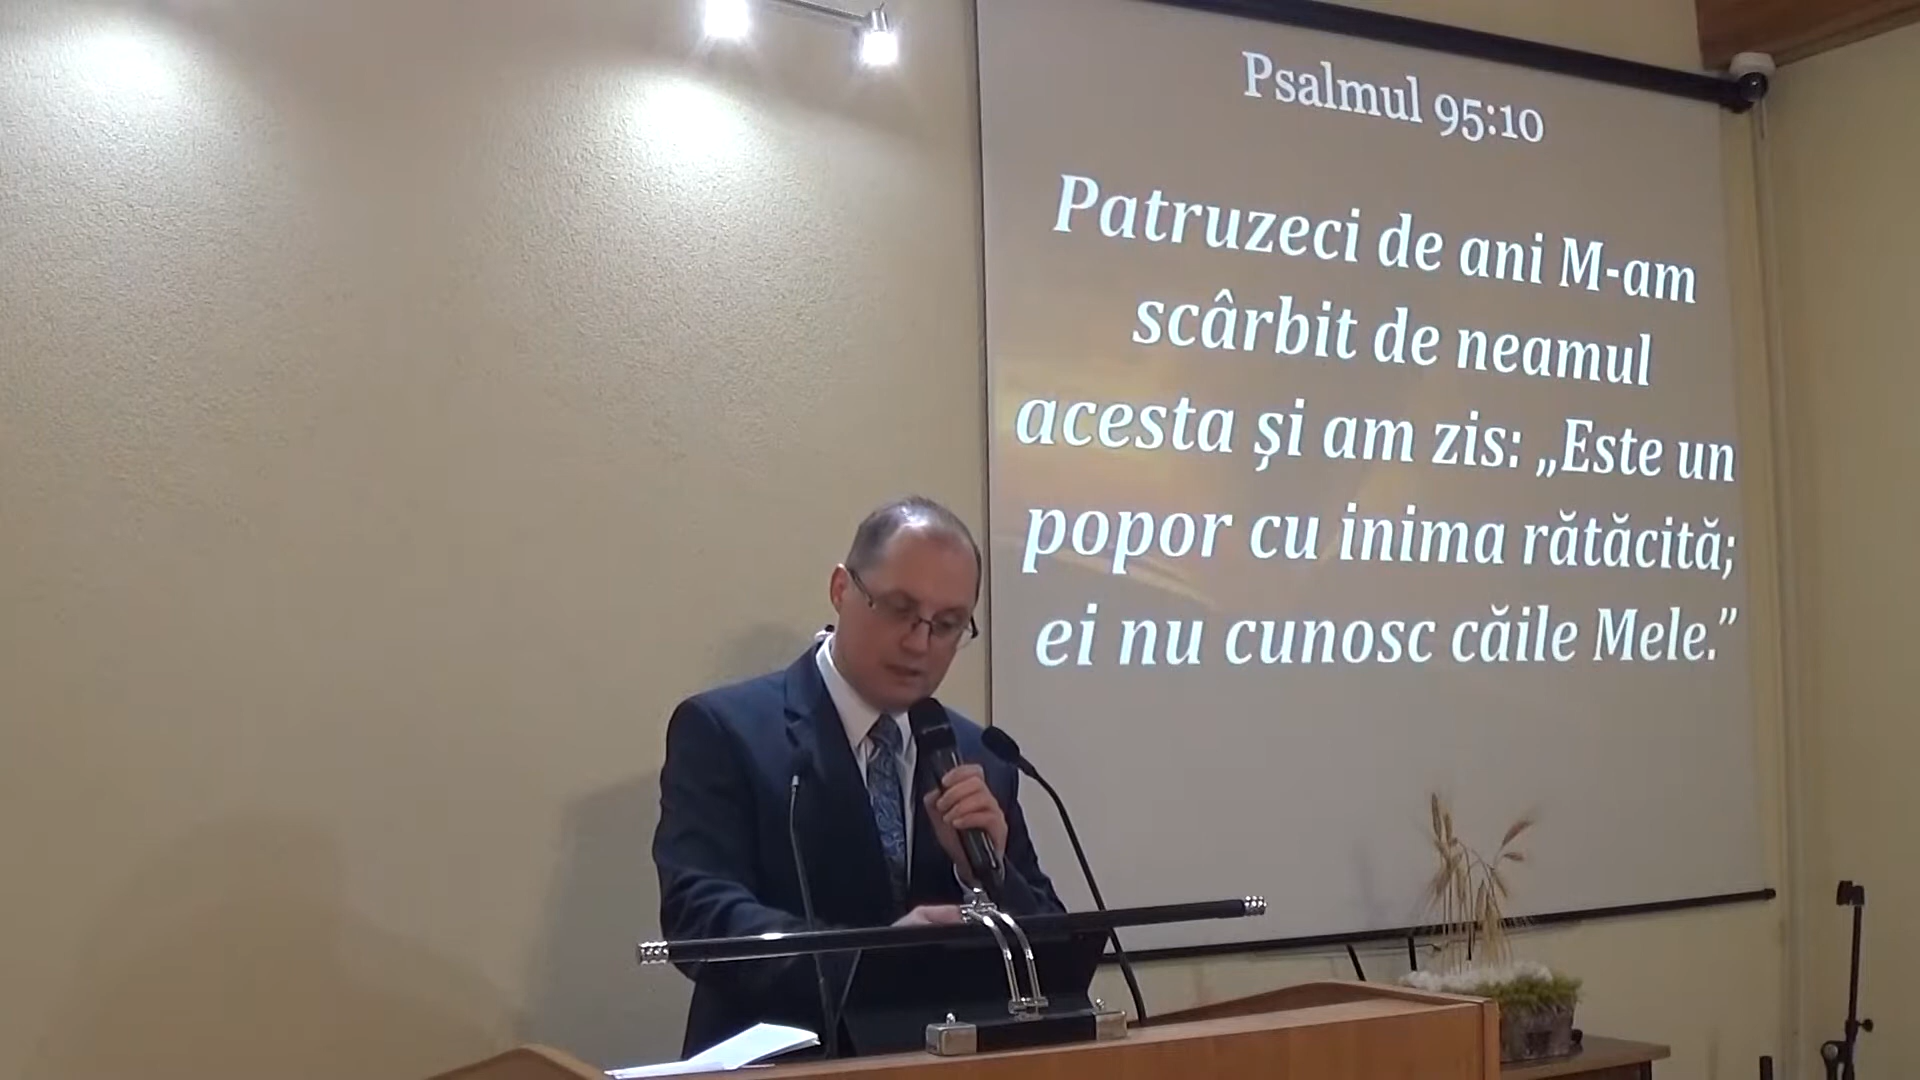 Psalmul 95:10
Patruzeci de ani M-am
scârbit de neamul
acesta și am zis: „Este un
popor cu inima rătăcită;
ei nu cunosc căile Mele.”